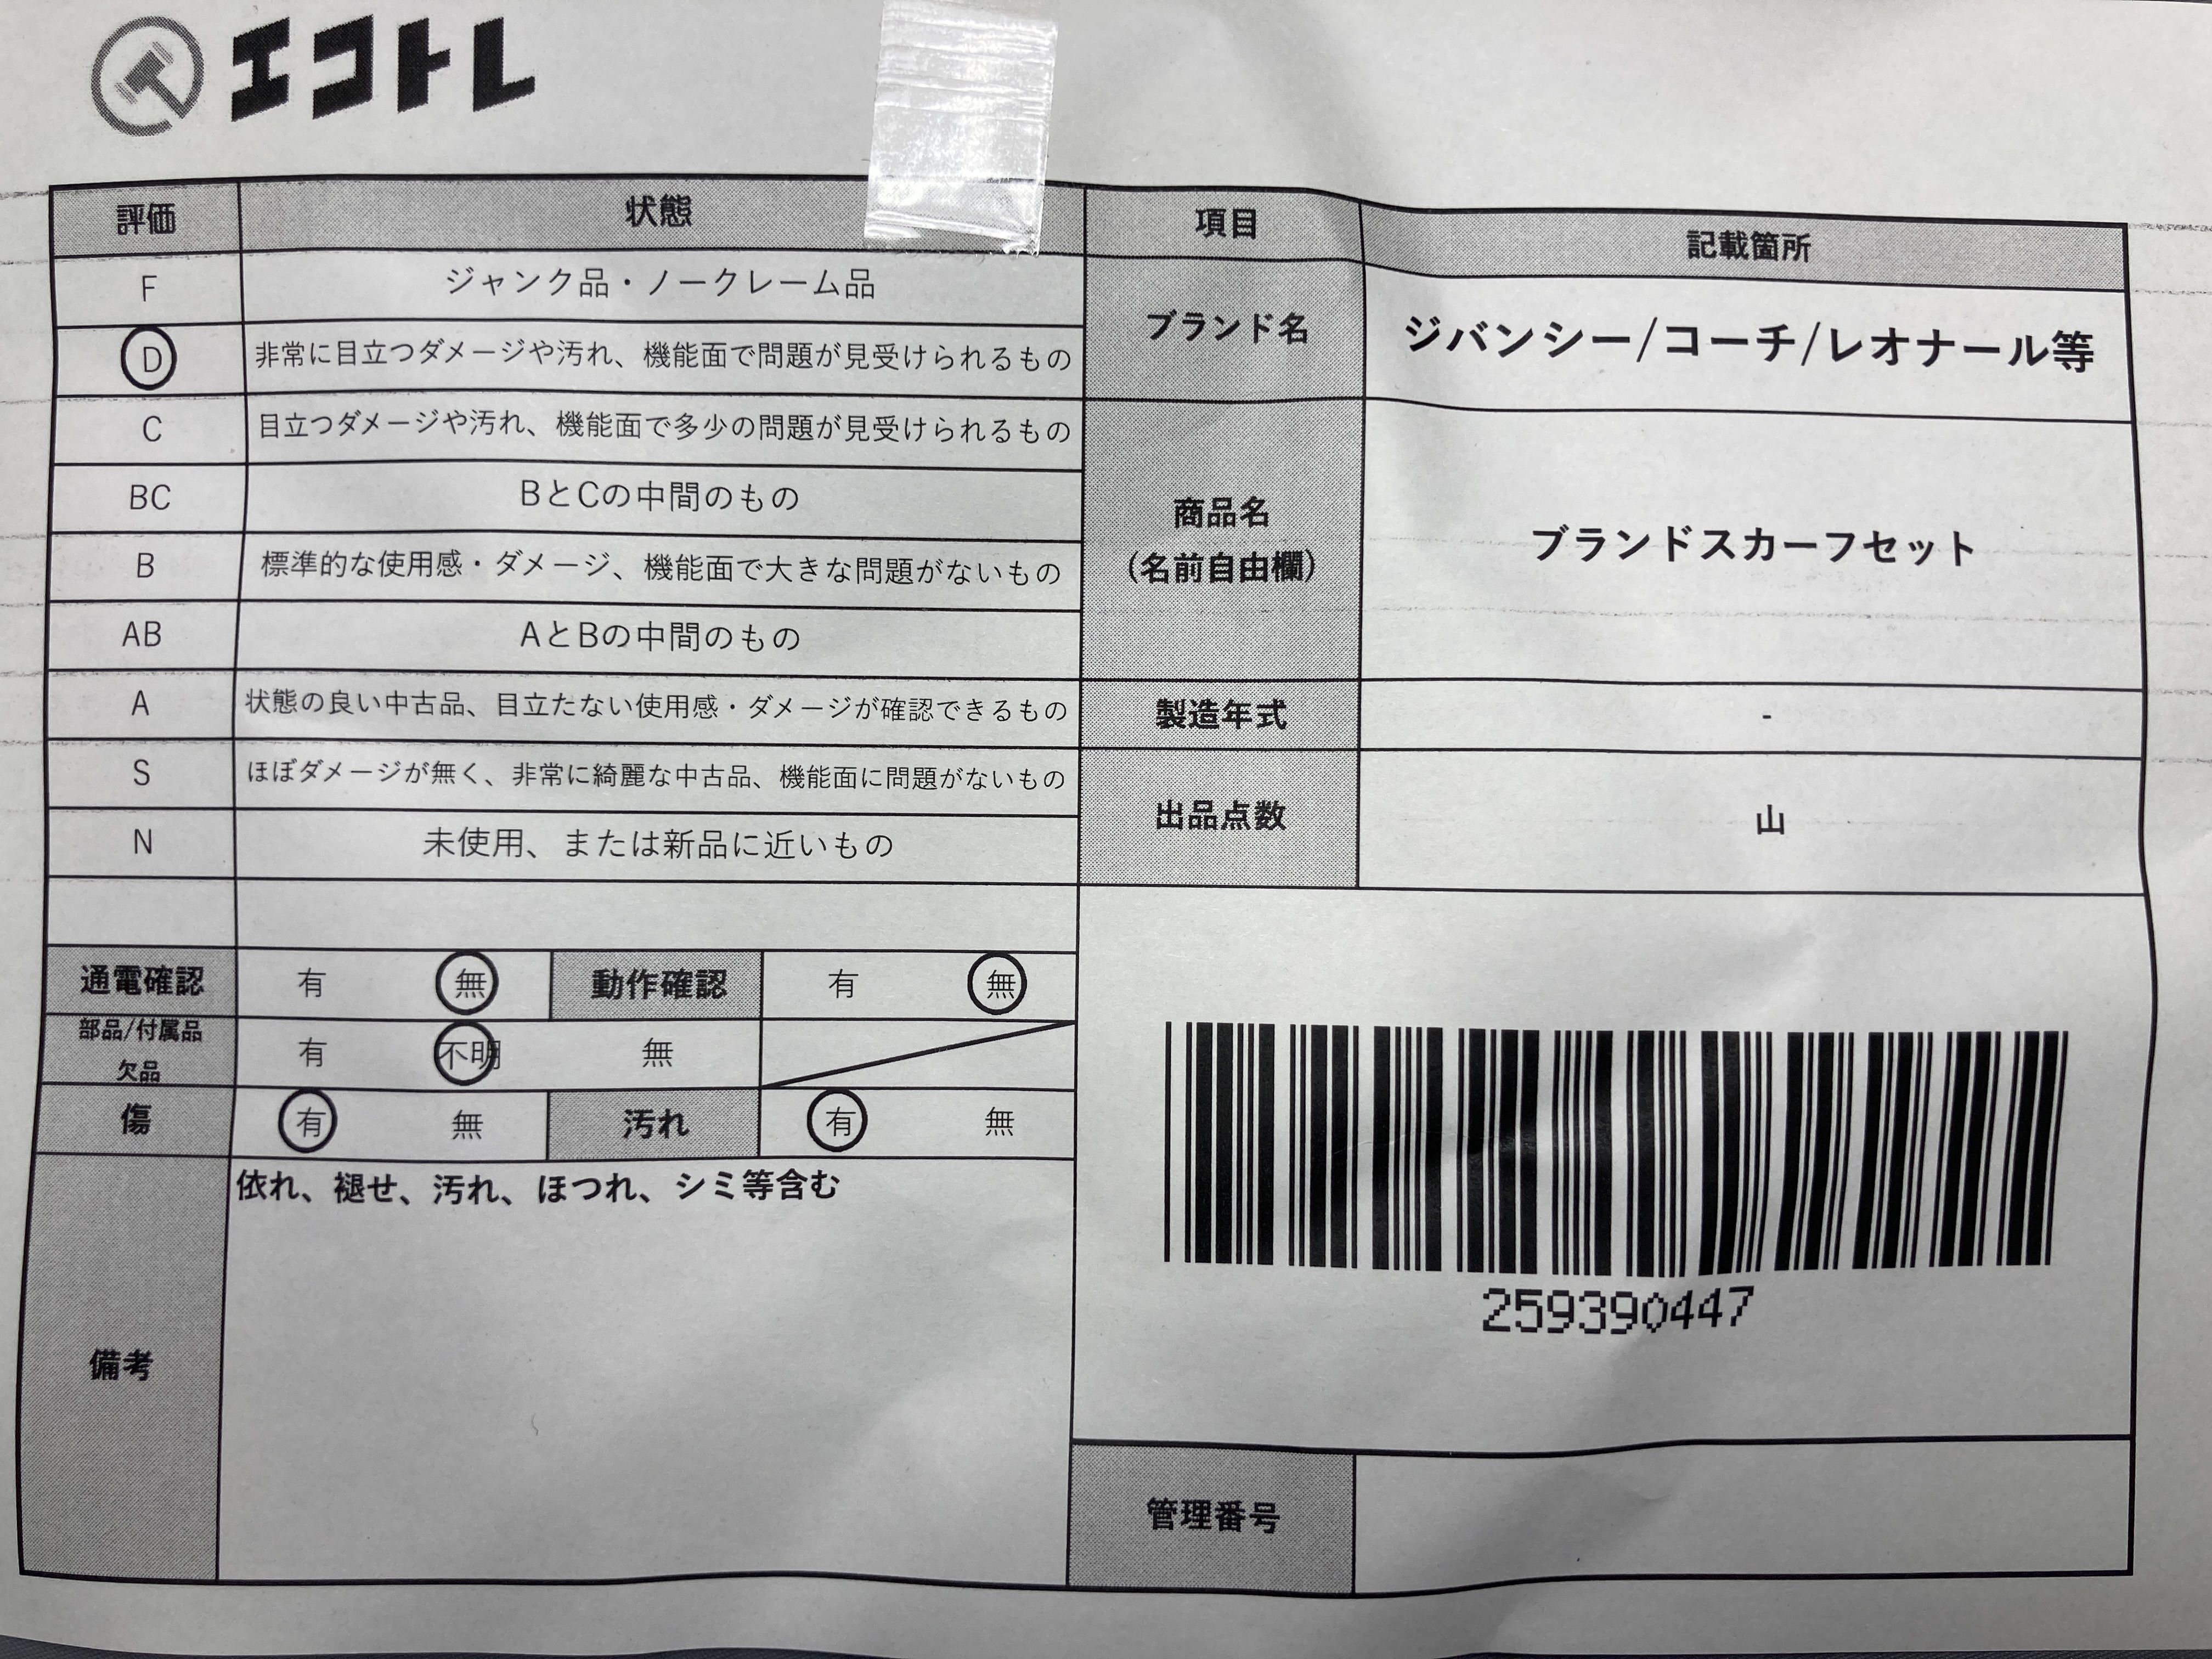 エコトレ
評価 状態
F ジャンク品・ノークレーム品
D 非常に目立つダメージや汚れ、機能面で問題が見受けられるもの
C 目立つダメージや汚れ、機能面で多少の問題が見受けられるもの
BC BとCの中間のもの
B 標準的な使用感・ダメージ、機能面で大きな問題がないもの
AB AとBの中間のもの
A 状態の良い中古品、目立たない使用感・ダメージが確認できるもの
S ほぼダメージが無く、非常に綺麗な中古品、機能面に問題がないもの
N 未使用、または新品に近いもの
通電確認 有 無 動作確認 有 無
部品/付属品
欠品 有 不明 無
傷 有 無 汚れ 有 無
備考 依れ、褪せ、汚れ、ほつれ、シミ等含む
項目 記載箇所
ブランド名 ジバンシー/コーチ/レオナール等
商品名
(名前自由欄) ブランドスカーフセット
製造年式 -
出品点数 山
259390447
管理番号